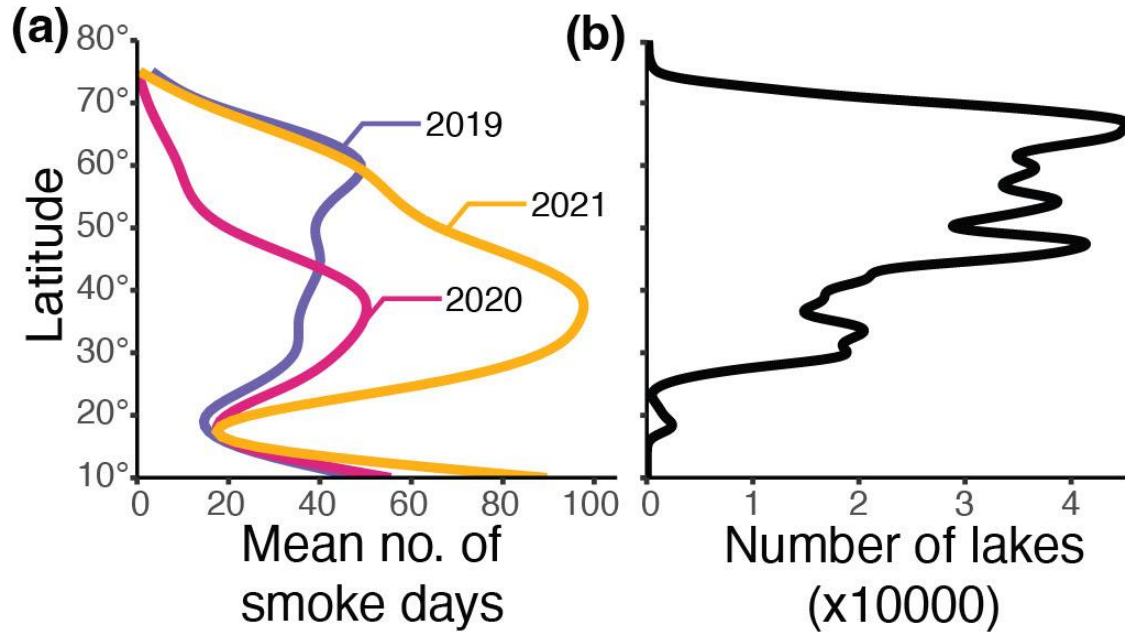 (a)
80°
70°
60°
50°
40°
30°
20°
10°
Latitude
2019
2021
2020
0 20 40 60 80 100
Mean no. of
smoke days
(b)
0 1 2 3 4
Number of lakes
(x10000)